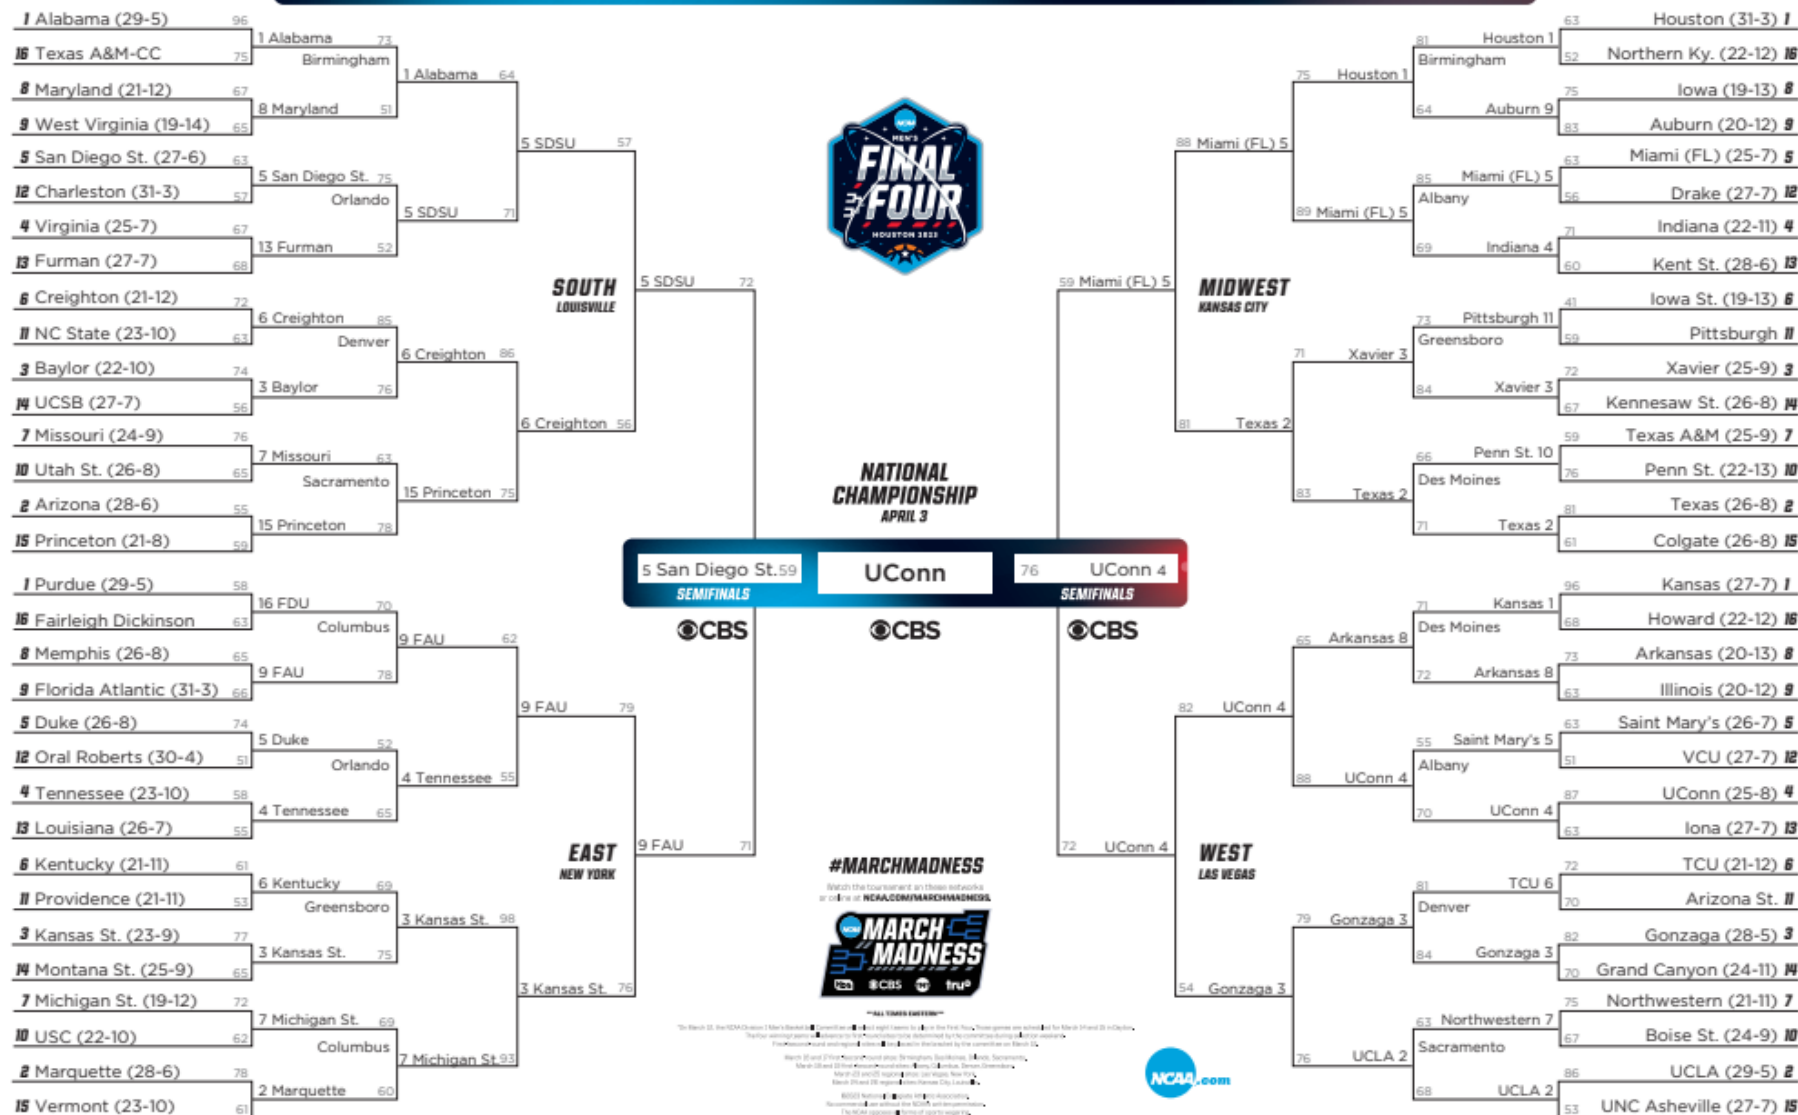 1 Alabama (29-5) 96
16 Texas A&M-CC 75
8 Maryland (21-12) 67
9 West Virginia (19-14) 65
5 San Diego St. (27-6) 63
12 Charleston (31-3) 57
4 Virginia (25-7) 67
13 Furman (27-7) 68
6 Creighton (21-12) 72
11 NC State (23-10) 63
3 Baylor (22-10) 74
14 UCSB (27-7) 56
7 Missouri (24-9) 76
10 Utah St. (26-8) 65
2 Arizona (28-6) 55
15 Princeton (21-8) 59
1 Alabama 73
Birmingham
8 Maryland 51
5 San Diego St. 75
Orlando
13 Furman 52
6 Creighton 85
Denver
3 Baylor 76
7 Missouri 63
Sacramento
15 Princeton 78
1 Alabama 64
5 SDSU 71
6 Creighton 86
15 Princeton 75
5 SDSU 57
6 Creighton 56
SOUTH
LOUISVILLE
5 SDSU 72
1 Purdue (29-5) 58
16 Fairleigh Dickinson 63
8 Memphis (26-8) 65
9 Florida Atlantic (31-3) 66
5 Duke (26-8) 74
12 Oral Roberts (30-4) 51
4 Tennessee (23-10) 58
13 Louisiana (26-7) 55
6 Kentucky (21-11) 61
11 Providence (21-11) 53
3 Kansas St. (23-9) 77
14 Montana St. (25-9) 65
7 Michigan St. (19-12) 72
10 USC (22-10) 62
2 Marquette (28-6) 78
15 Vermont (23-10) 61
16 FDU 70
Columbus
9 FAU 78
5 Duke 52
Orlando
4 Tennessee 65
6 Kentucky 69
Greensboro
3 Kansas St. 75
7 Michigan St. 69
Columbus
2 Marquette 60
9 FAU 62
4 Tennessee 55
3 Kansas St. 98
7 Michigan St. 93
9 FAU 79
3 Kansas St. 76
EAST
NEW YORK
9 FAU 71
NCAA
MEN'S
FINAL
FOUR
HOUSTON 2023
NATIONAL
CHAMPIONSHIP
APRIL 3
5 San Diego St. 59
SEMIFINALS
UConn
76 UConn 4
SEMIFINALS
CBS
CBS
CBS
#MARCHMADNESS
Watch the tournament on these networks
or online at NCAA.COM/MARCHMADNESS.
NCAA
MARCH
MADNESS
tbs CBS TNT tru
***ALL TIMES EASTERN***
NCAA.com
63 Houston (31-3) 1
52 Northern Ky. (22-12) 16
75 Iowa (19-13) 8
83 Auburn (20-12) 9
63 Miami (FL) (25-7) 5
56 Drake (27-7) 12
71 Indiana (22-11) 4
60 Kent St. (28-6) 13
41 Iowa St. (19-13) 6
59 Pittsburgh 11
72 Xavier (25-9) 3
67 Kennesaw St. (26-8) 14
59 Texas A&M (25-9) 7
76 Penn St. (22-13) 10
81 Texas (26-8) 2
61 Colgate (26-8) 15
81 Houston 1
Birmingham
64 Auburn 9
85 Miami (FL) 5
Albany
69 Indiana 4
73 Pittsburgh 11
Greensboro
84 Xavier 3
66 Penn St. 10
Des Moines
71 Texas 2
75 Houston 1
89 Miami (FL) 5
71 Xavier 3
83 Texas 2
88 Miami (FL) 5
81 Texas 2
MIDWEST
KANSAS CITY
59 Miami (FL) 5
96 Kansas (27-7) 1
68 Howard (22-12) 16
73 Arkansas (20-13) 8
63 Illinois (20-12) 9
63 Saint Mary's (26-7) 5
51 VCU (27-7) 12
87 UConn (25-8) 4
63 Iona (27-7) 13
72 TCU (21-12) 6
70 Arizona St. 11
82 Gonzaga (28-5) 3
70 Grand Canyon (24-11) 14
75 Northwestern (21-11) 7
67 Boise St. (24-9) 10
86 UCLA (29-5) 2
53 UNC Asheville (27-7) 15
71 Kansas 1
Des Moines
72 Arkansas 8
55 Saint Mary's 5
Albany
70 UConn 4
81 TCU 6
Denver
84 Gonzaga 3
63 Northwestern 7
Sacramento
68 UCLA 2
65 Arkansas 8
88 UConn 4
79 Gonzaga 3
76 UCLA 2
82 UConn 4
54 Gonzaga 3
WEST
LAS VEGAS
72 UConn 4